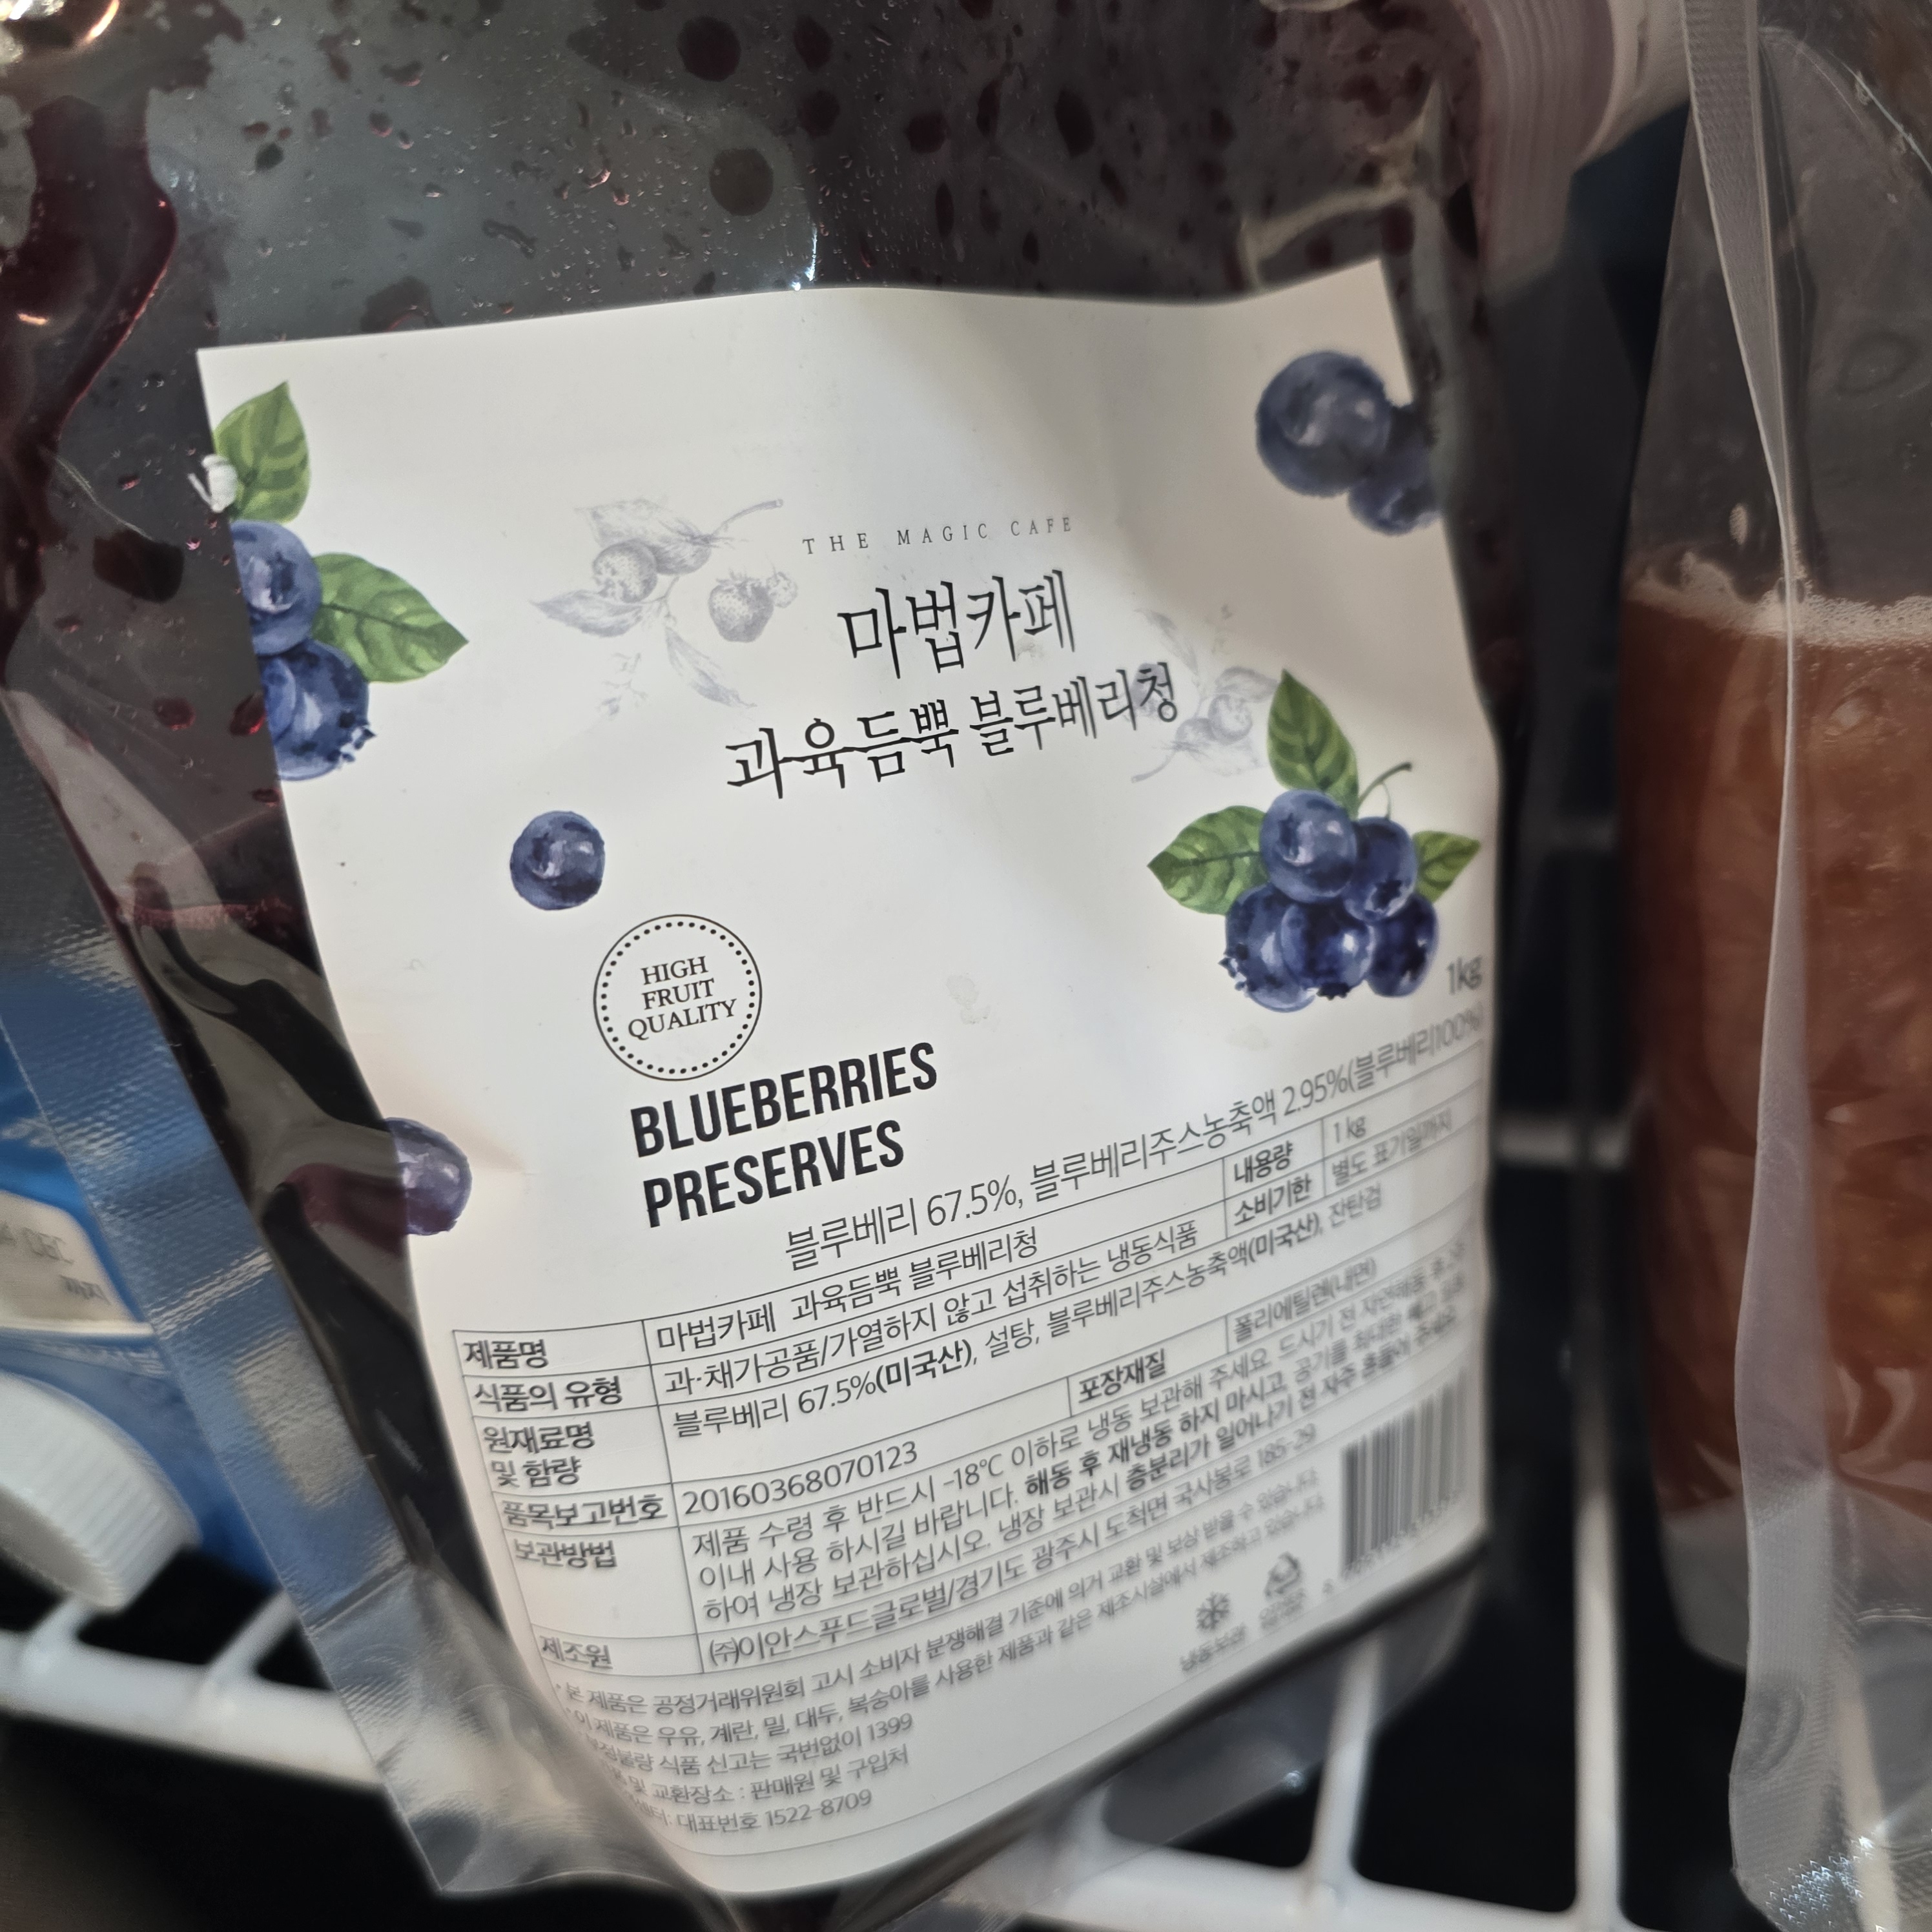 THE MAGIC CAFE
마법카페
과육듬뿍 블루베리청
HIGH
FRUIT
QUALITY
BLUEBERRIES
PRESERVES
1kg
블루베리 67.5%, 블루베리주스농축액 2.95%(블루베리100%)
제품명 마법카페 과육듬뿍 블루베리청 내용량 1 kg
식품의 유형 과·채가공품/가열하지 않고 섭취하는 냉동식품 소비기한 별도 표기일까지
원재료명 및 함량 블루베리 67.5%(미국산), 설탕, 블루베리주스농축액(미국산), 잔탄검
품목보고번호 20160368070123 포장재질 폴리에틸렌(내면)
보관방법 제품 수령 후 반드시 -18℃ 이하로 냉동 보관해 주세요. 드시기 전 자연해동 후
이내 사용 하시길 바랍니다. 해동 후 재냉동 하지 마시고, 공기를 최대한 빼고 밀봉
하여 냉장 보관하십시오. 냉장 보관시 층분리가 일어나기 전 자주 흔들어 주세요.
제조원 ㈜이안스푸드글로벌/경기도 광주시 도척면 국사봉로 185-29
·본 제품은 공정거래위원회 고시 소비자 분쟁해결 기준에 의거 교환 및 보상 받을 수 있습니다.
·이 제품은 우유, 계란, 밀, 대두, 복숭아를 사용한 제품과 같은 제조시설에서 제조하고 있습니다.
식품 신고는 국번없이 1399
및 교환장소 : 판매원 및 구입처
대표번호 1522-8709
냉동보관
DEC
까지